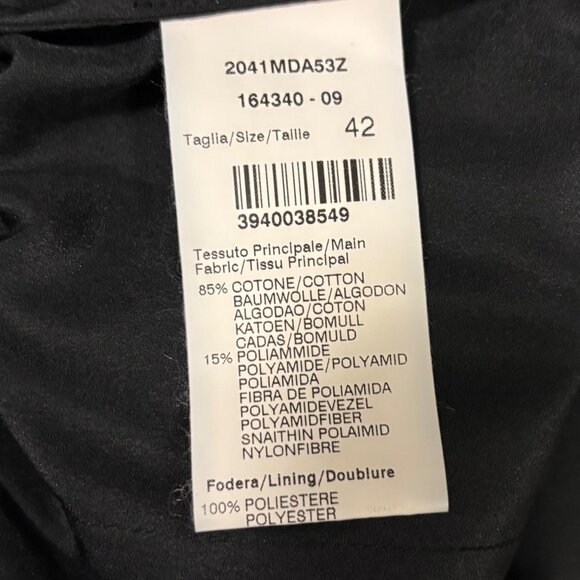 2041MDA53Z
164340 - 09
Taglia/Size/Taille 42
3940038549
Tessuto Principale/Main
Fabric/Tissu Principal
85% COTONE/COTTON
BAUMWOLLE/ALGODON
ALGODAO/COTON
KATOEN/BOMULL
CADAS/BOMULD
15% POLIAMMIDE
POLYAMIDE/POLYAMID
POLIAMIDA
FIBRA DE POLIAMIDA
POLYAMIDEVEZEL
POLYAMIDFIBER
SNAITHIN POLAIMID
NYLONFIBRE
Fodera/Lining/Doublure
100% POLIESTERE
POLYESTER